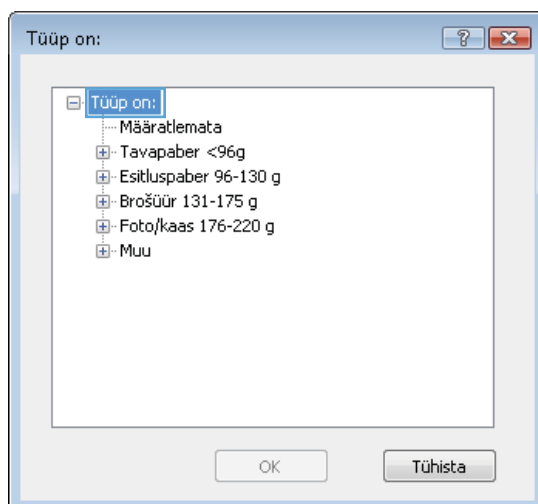 Tüüp on:
Tüüp on:
Määratlemata
Tavapaber <96g
Esitluspaber 96-130 g
Brošüür 131-175 g
Foto/kaas 176-220 g
Muu
OK
Tühista